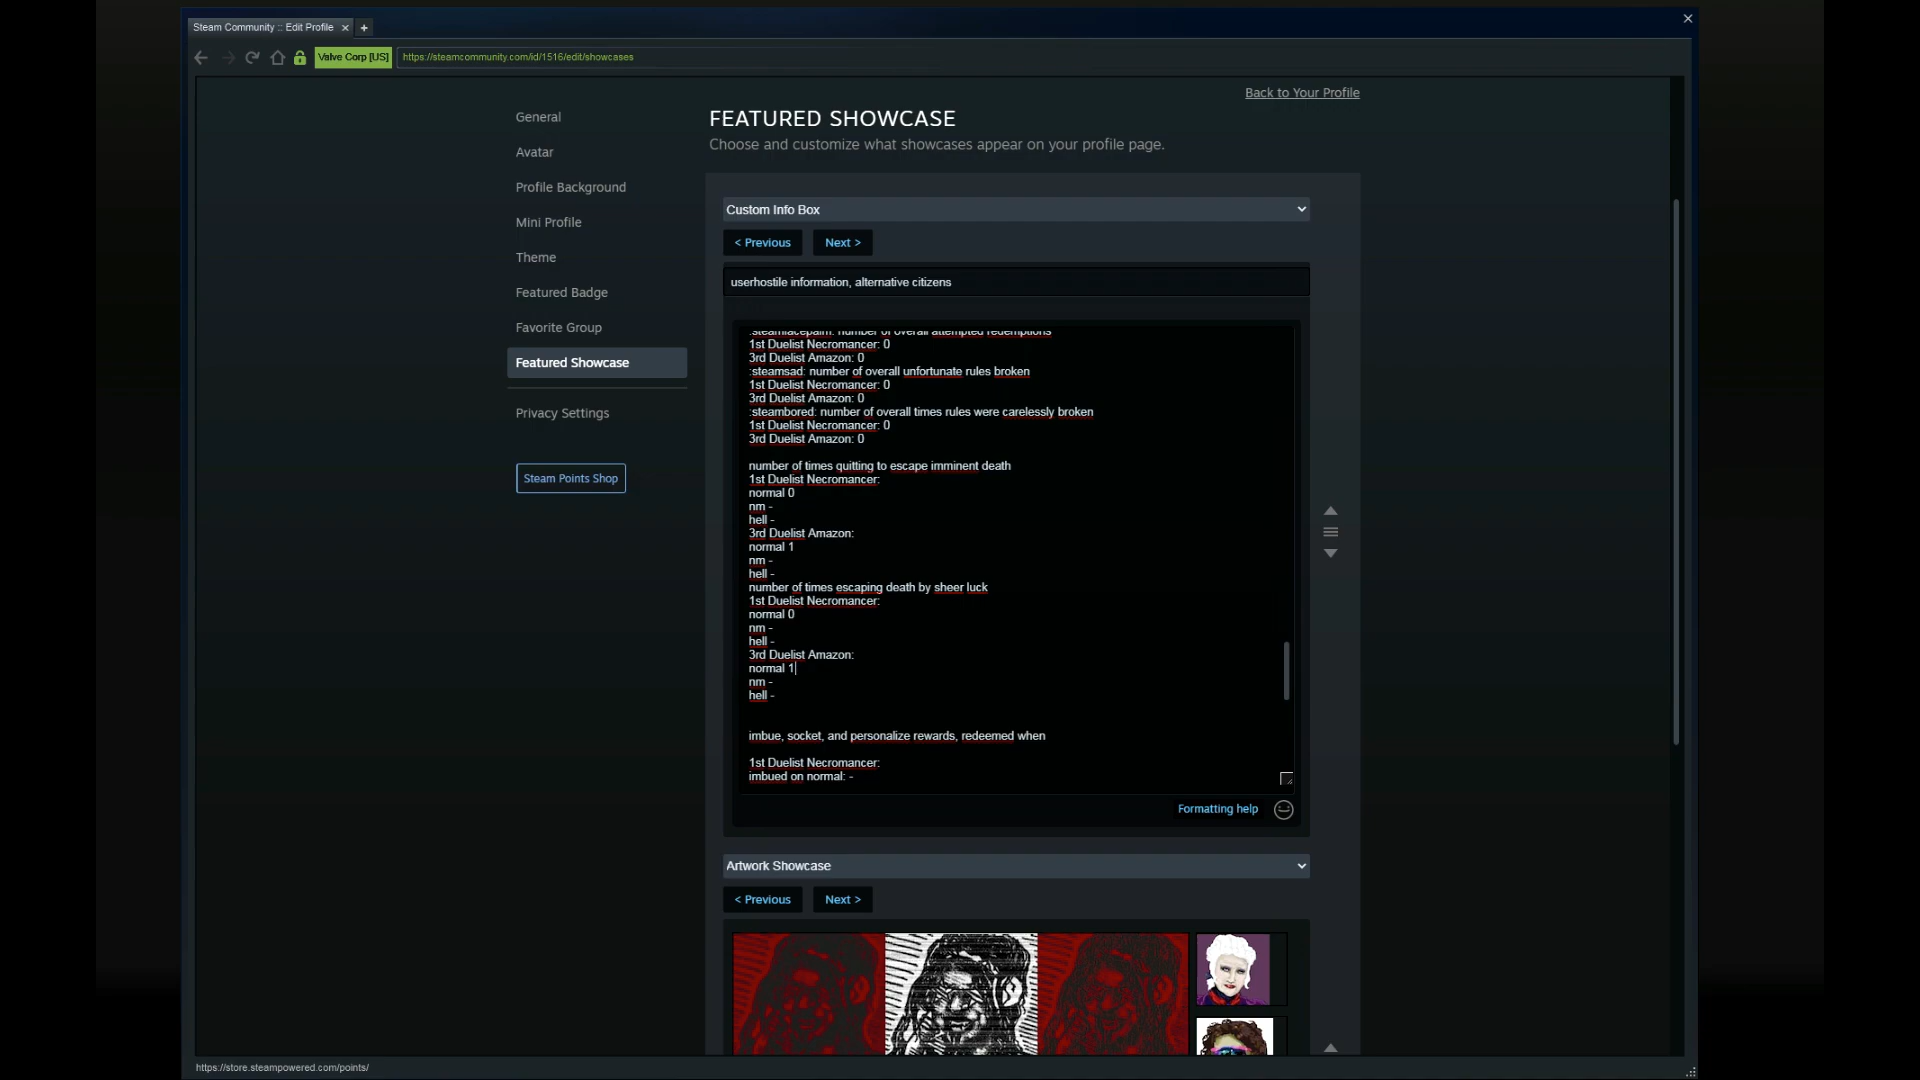 Steam Community :: Edit Profile
Valve Corp [US]
https://steamcommunity.com/id/1516/edit/showcases
Back to Your Profile
General
Avatar
Profile Background
Mini Profile
Theme
Featured Badge
Favorite Group
Featured Showcase
Privacy Settings
Steam Points Shop
FEATURED SHOWCASE
Choose and customize what showcases appear on your profile page.
Custom Info Box
< Previous
Next >
userhostile information, alternative citizens
:steamfacepalm: number of overall attempted redemptions
1st Duelist Necromancer: 0
3rd Duelist Amazon: 0
:steamsad: number of overall unfortunate rules broken
1st Duelist Necromancer: 0
3rd Duelist Amazon: 0
:steambored: number of overall times rules were carelessly broken
1st Duelist Necromancer: 0
3rd Duelist Amazon: 0
number of times quitting to escape imminent death
1st Duelist Necromancer:
normal 0
nm -
hell -
3rd Duelist Amazon:
normal 1
nm -
hell -
number of times escaping death by sheer luck
1st Duelist Necromancer:
normal 0
nm -
hell -
3rd Duelist Amazon:
normal 1
nm -
hell -
imbue, socket, and personalize rewards, redeemed when
1st Duelist Necromancer:
imbued on normal: -
Formatting help
Artwork Showcase
< Previous
Next >
https://store.steampowered.com/points/